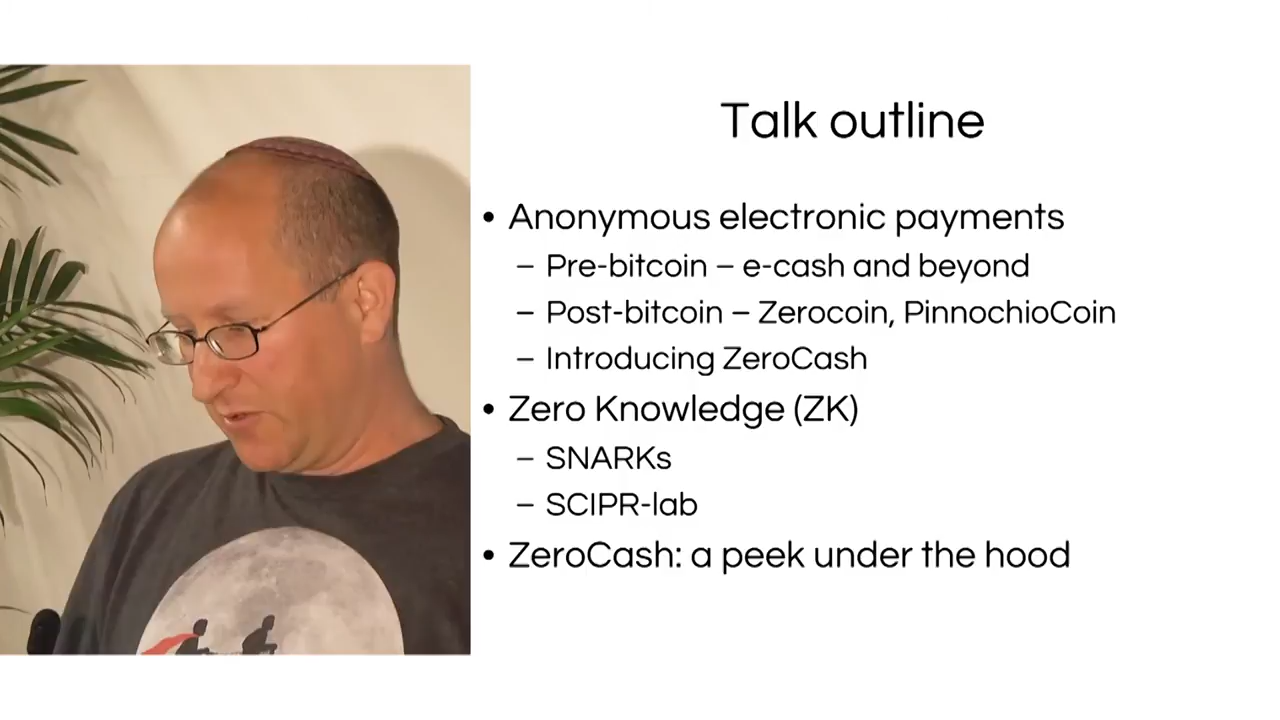 Talk outline
• Anonymous electronic payments
– Pre-bitcoin – e-cash and beyond
– Post-bitcoin – Zerocoin, PinnochioCoin
– Introducing ZeroCash
• Zero Knowledge (ZK)
– SNARKs
– SCIPR-lab
• ZeroCash: a peek under the hood